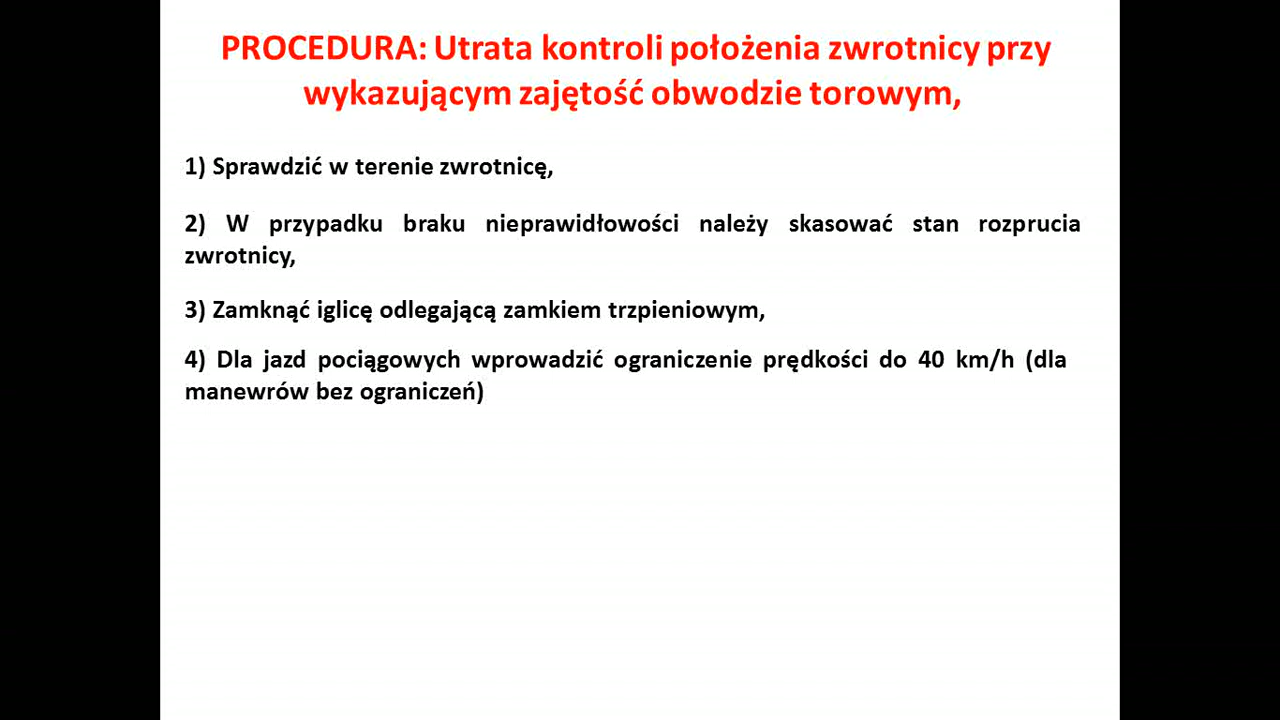 PROCEDURA: Utrata kontroli położenia zwrotnicy przy
wykazującym zajętość obwodzie torowym,
1) Sprawdzić w terenie zwrotnicę,
2) W przypadku braku nieprawidłowości należy skasować stan rozprucia
zwrotnicy,
3) Zamknąć iglicę odlegającą zamkiem trzpieniowym,
4) Dla jazd pociągowych wprowadzić ograniczenie prędkości do 40 km/h (dla
manewrów bez ograniczeń)